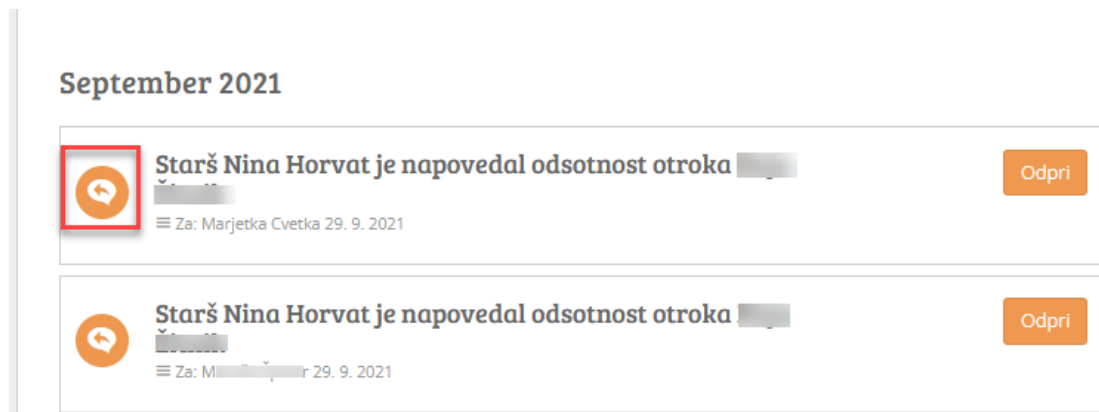 September 2021
Starš Nina Horvat je napovedal odsotnost otroka
Odpri
Za: Marjetka Cvetka 29. 9. 2021
Starš Nina Horvat je napovedal odsotnost otroka
Odpri
Za: 29. 9. 2021